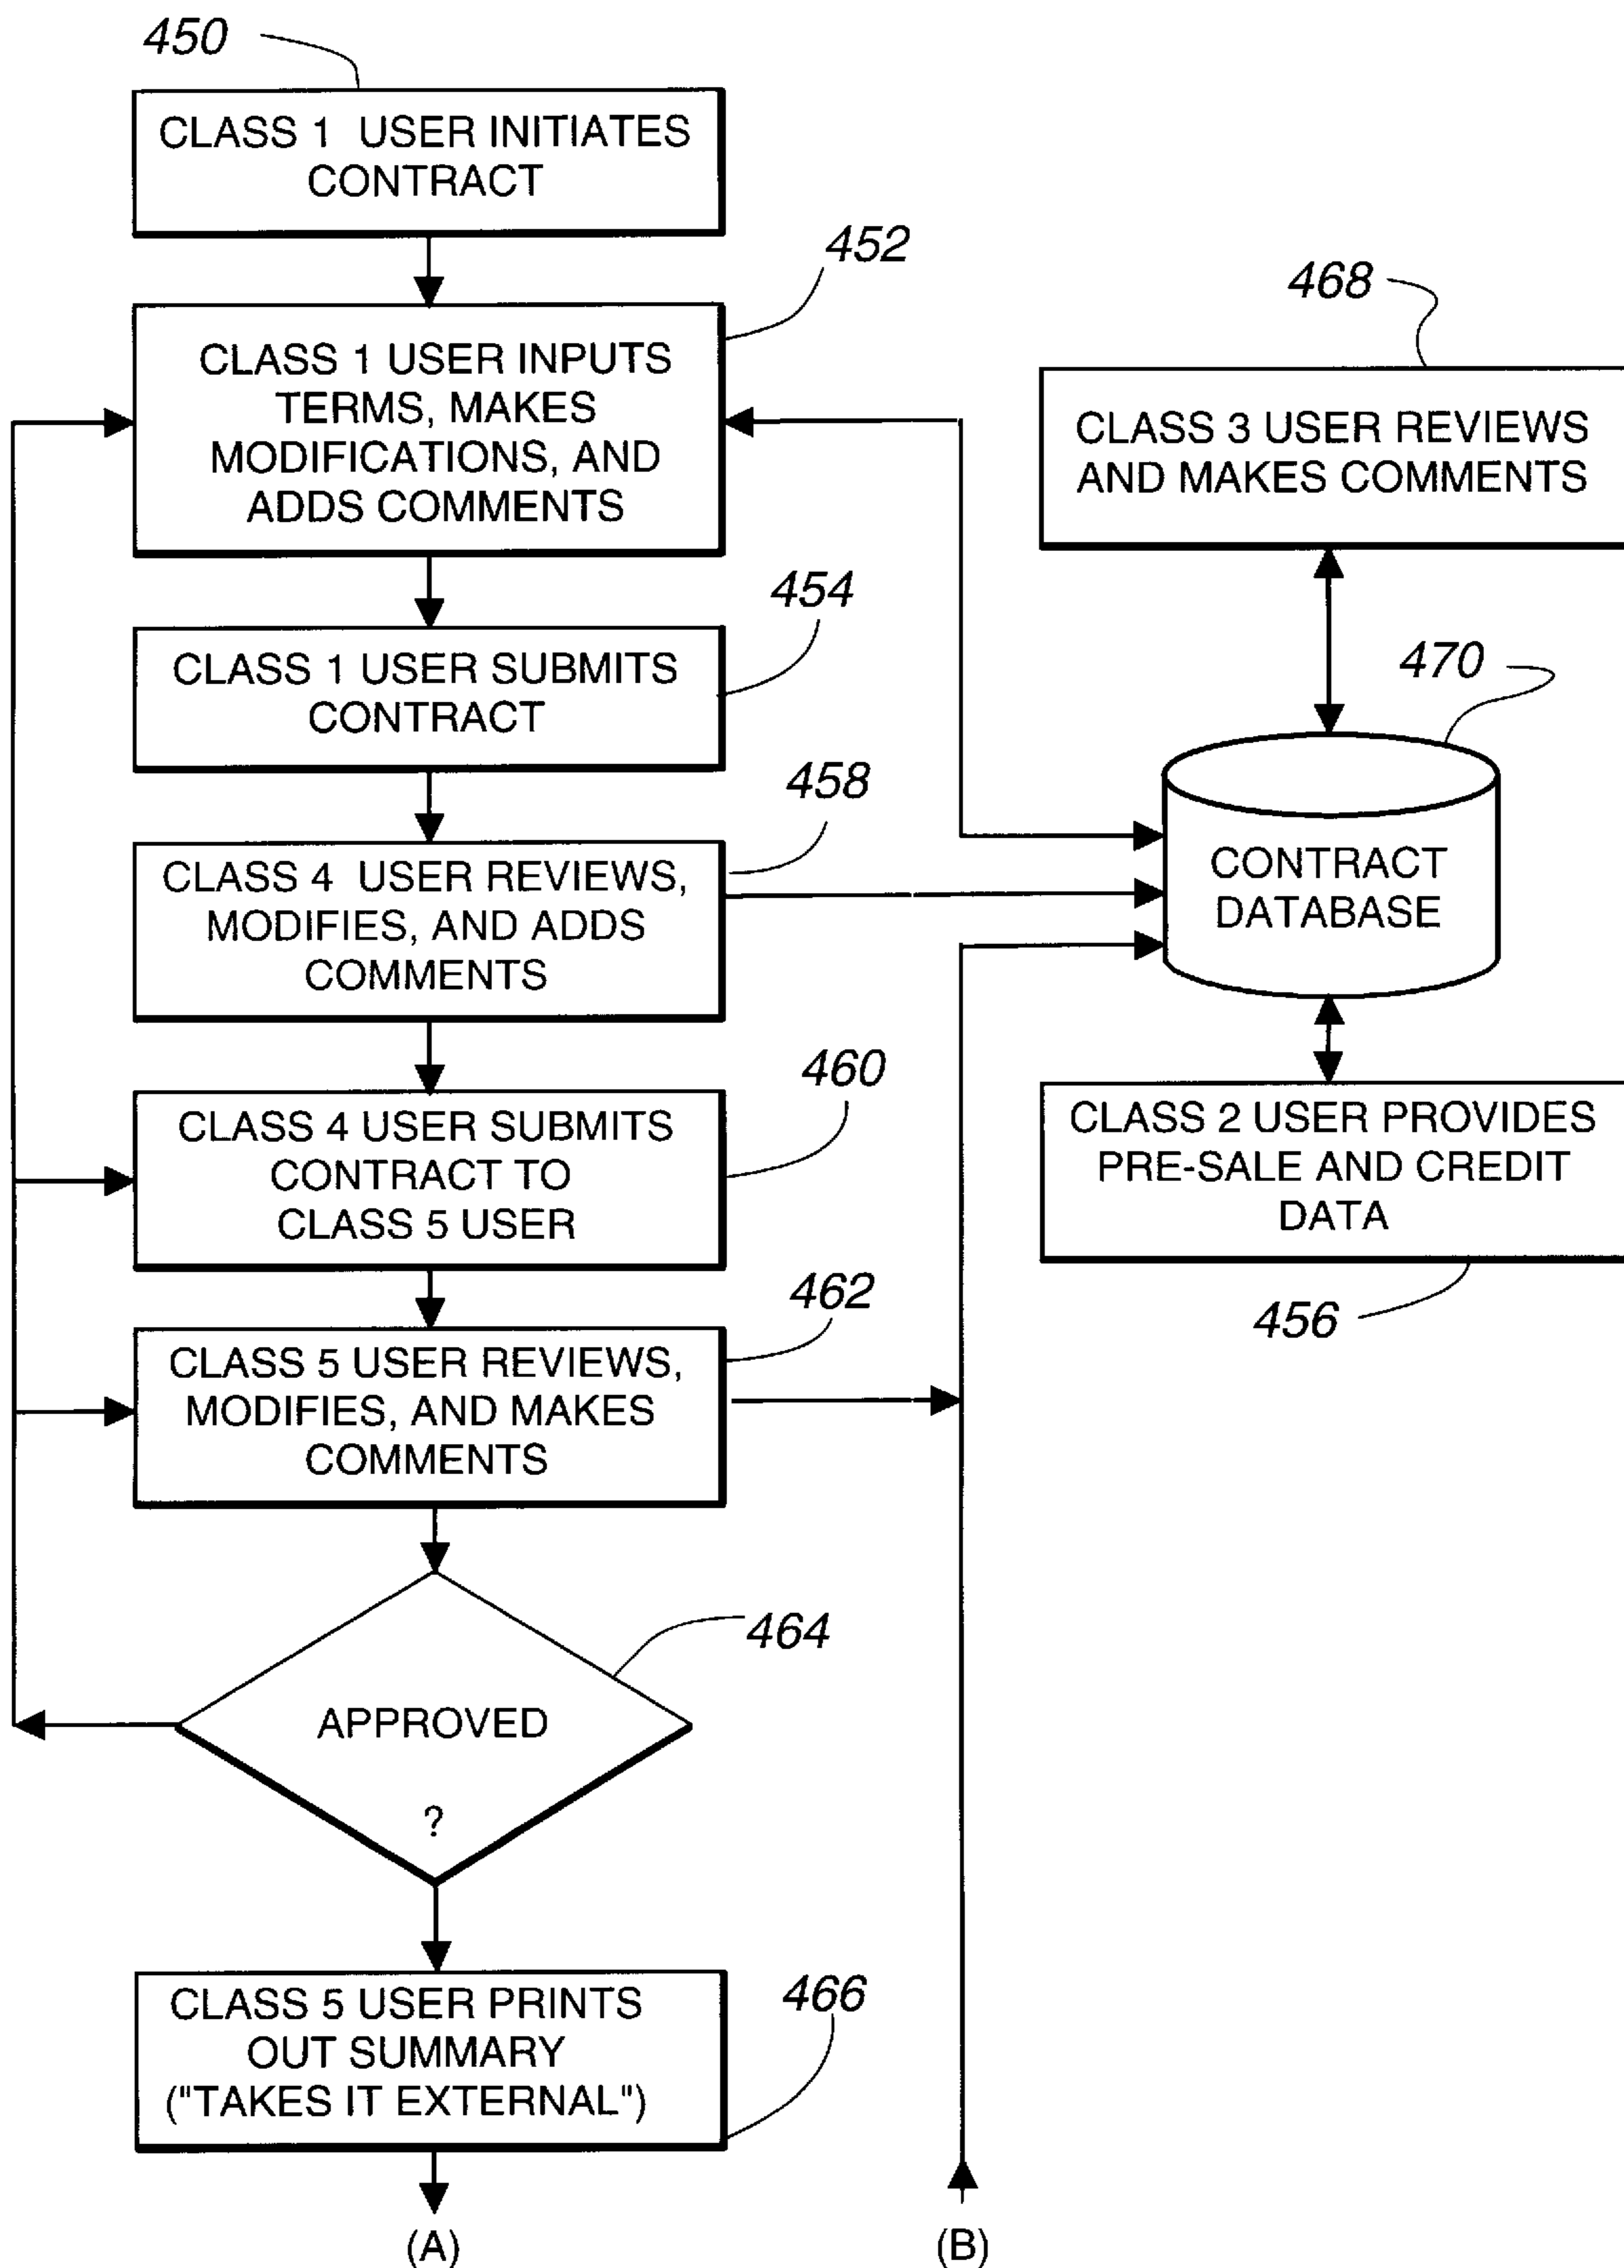 450
CLASS 1 USER INITIATES
CONTRACT
452
CLASS 1 USER INPUTS
TERMS, MAKES
MODIFICATIONS, AND
ADDS COMMENTS
454
CLASS 1 USER SUBMITS
CONTRACT
458
CLASS 4 USER REVIEWS,
MODIFIES, AND ADDS
COMMENTS
460
CLASS 4 USER SUBMITS
CONTRACT TO
CLASS 5 USER
462
CLASS 5 USER REVIEWS,
MODIFIES, AND MAKES
COMMENTS
464
APPROVED
?
466
CLASS 5 USER PRINTS
OUT SUMMARY
("TAKES IT EXTERNAL")
(A)
468
CLASS 3 USER REVIEWS
AND MAKES COMMENTS
470
CONTRACT
DATABASE
CLASS 2 USER PROVIDES
PRE-SALE AND CREDIT
DATA
456
(B)